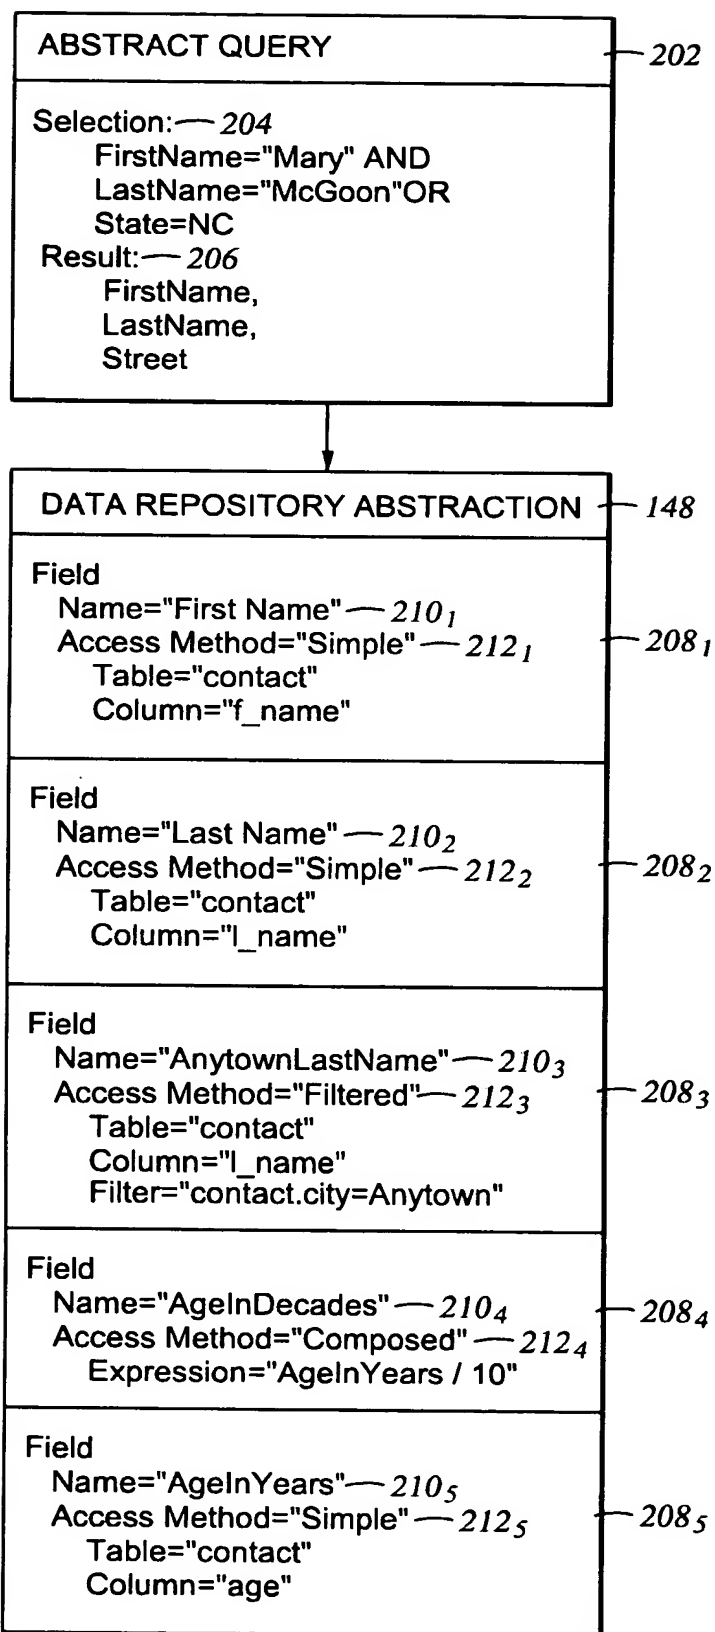 ABSTRACT QUERY 202
Selection: 204
FirstName="Mary" AND
LastName="McGoon"OR
State=NC
Result: 206
FirstName,
LastName,
Street
DATA REPOSITORY ABSTRACTION 148
Field
Name="First Name" 210₁
Access Method="Simple" 212₁ 208₁
Table="contact"
Column="f_name"
Field
Name="Last Name" 210₂
Access Method="Simple" 212₂ 208₂
Table="contact"
Column="l_name"
Field
Name="AnytownLastName" 210₃
Access Method="Filtered" 212₃ 208₃
Table="contact"
Column="l_name"
Filter="contact.city=Anytown"
Field
Name="AgeInDecades" 210₄ 208₄
Access Method="Composed" 212₄
Expression="AgeInYears / 10"
Field
Name="AgeInYears" 210₅
Access Method="Simple" 212₅ 208₅
Table="contact"
Column="age"